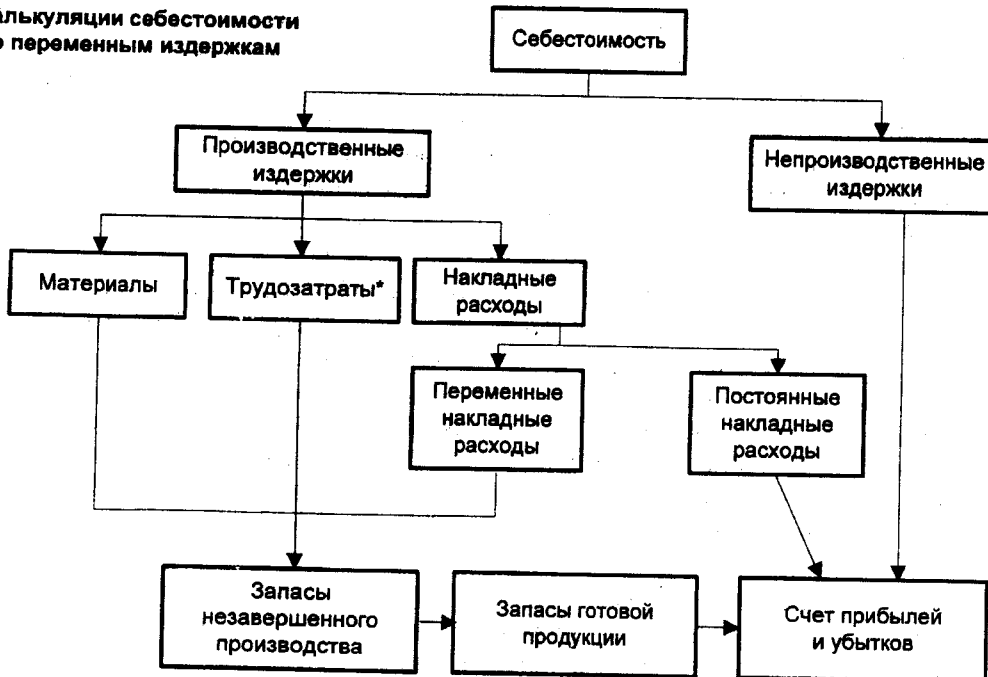 алькуляции себестоимости
переменным издержкам
Себестоимость
Производственные
издержки
Непроизводственные
издержки
Материалы
Трудозатраты*
Накладные
расходы
Переменные
накладные
расходы
Постоянные
накладные
расходы
Запасы
незавершенного
производства
Запасы готовой
продукции
Счет прибылей
и убытков